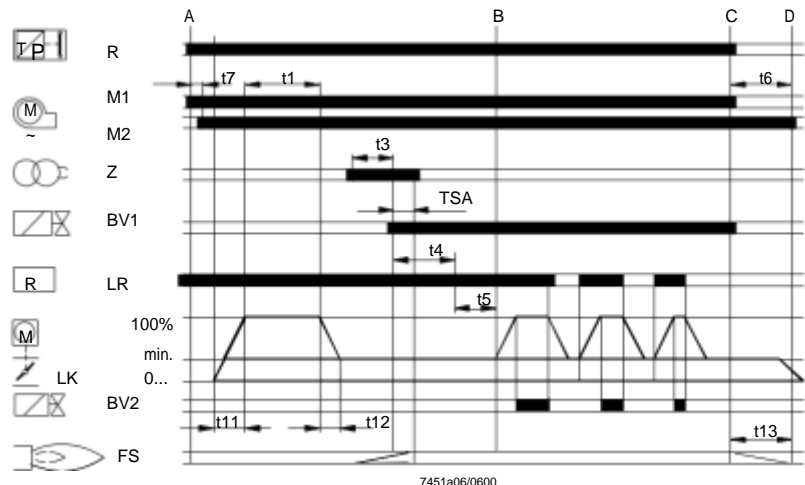 A B C D
T P R
t7 t1 t6
M1
M ~
M2
t3
Z
TSA
BV1
t4
R LR
t5
100%
M
min.
LK 0...
BV2
t11 t12 t13
FS
7451a06/0600